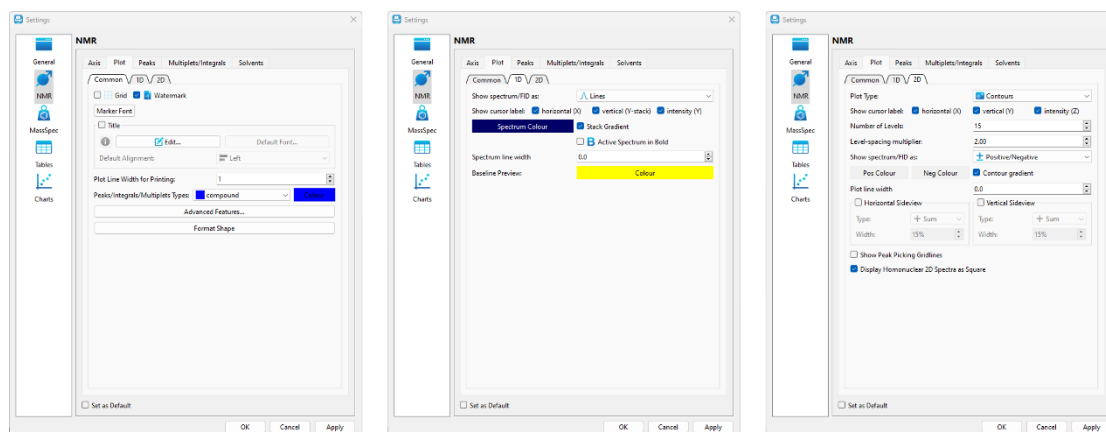 Settings
NMR
General
NMR
MassSpec
Tables
Charts
Axis Plot Peaks Multiplets/Integrals Solvents
Common 1D 2D
Grid Watermark
Marker Font
Title
Edit... Default Font...
Default Alignment: Left
Plot Line Width for Printing: 1
Peaks/Integrals/Multiplets Types: compound
Advanced Features...
Format Shape
Set as Default
OK Cancel Apply
Settings
NMR
General
NMR
MassSpec
Tables
Charts
Axis Plot Peaks Multiplets/Integrals Solvents
Common 1D 2D
Show spectrum/FID as: Lines
Show cursor label: horizontal (X) vertical (Y-stack) intensity (Y)
Spectrum Colour Stack Gradient
B Active Spectrum in Bold
Spectrum line width 0.0
Baseline Preview: Colour
Set as Default
OK Cancel Apply
Settings
NMR
General
NMR
MassSpec
Tables
Charts
Axis Plot Peaks Multiplets/Integrals Solvents
Common 1D 2D
Plot Type: Contours
Show cursor label: horizontal (X) vertical (Y) intensity (Z)
Number of Levels: 15
Level-spacing multiplier: 2.00
Show spectrum/FID as: Positive/Negative
Pos Colour Neg Colour Contour gradient
Plot line width 0.0
Horizontal Sideview Vertical Sideview
Type: Sum Type: Sum
Width: 15% Width: 15%
Show Peak Picking Gridlines
Display Homonuclear 2D Spectra as Square
Set as Default
OK Cancel Apply